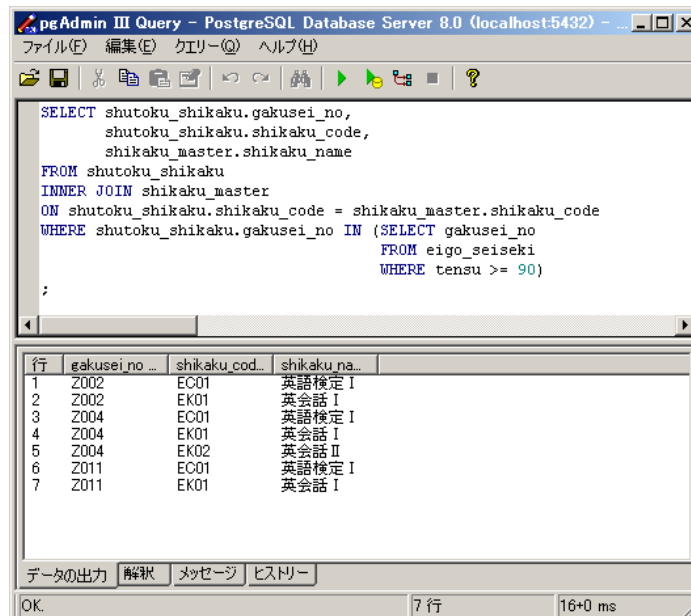 pgAdmin III Query - PostgreSQL Database Server 8.0 (localhost:5432) - ...
ファイル(F) 編集(E) クエリー(Q) ヘルプ(H)
SELECT shutoku_shikaku.gakusei_no,
shutoku_shikaku.shikaku_code,
shikaku_master.shikaku_name
FROM shutoku_shikaku
INNER JOIN shikaku_master
ON shutoku_shikaku.shikaku_code = shikaku_master.shikaku_code
WHERE shutoku_shikaku.gakusei_no IN (SELECT gakusei_no
FROM eigo_seiseki
WHERE tensu >= 90)
;
行 gakusei_no ... shikaku_cod... shikaku_na...
1 Z002 EC01 英語検定Ⅰ
2 Z002 EK01 英会話Ⅰ
3 Z004 EC01 英語検定Ⅰ
4 Z004 EK01 英会話Ⅰ
5 Z004 EK02 英会話Ⅱ
6 Z011 EC01 英語検定Ⅰ
7 Z011 EK01 英会話Ⅰ
データの出力 解釈 メッセージ ヒストリー
OK. 7 行 16+0 ms